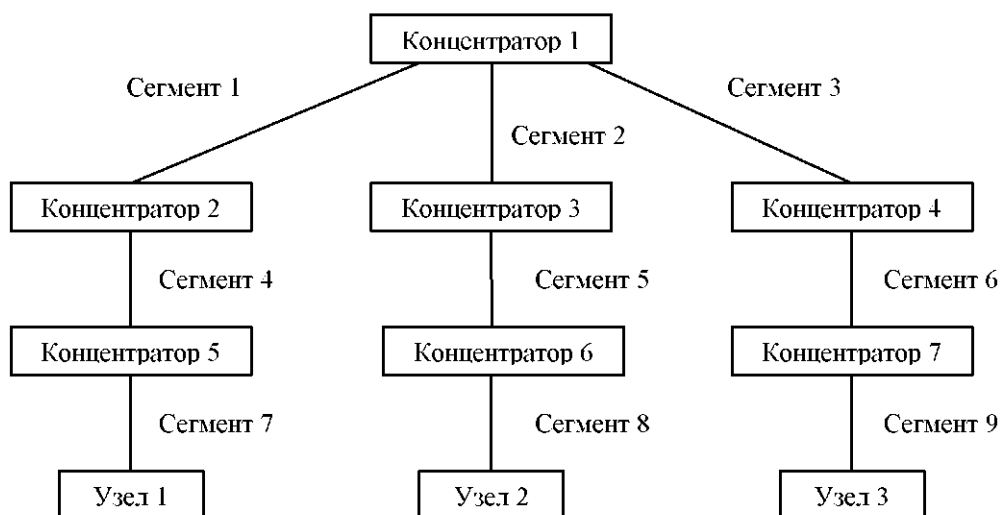 Концентратор 1
Сегмент 1
Сегмент 3
Сегмент 2
Концентратор 2
Концентратор 3
Концентратор 4
Сегмент 4
Сегмент 5
Сегмент 6
Концентратор 5
Концентратор 6
Концентратор 7
Сегмент 7
Сегмент 8
Сегмент 9
Узел 1
Узел 2
Узел 3